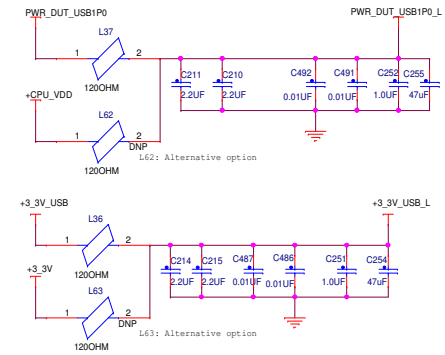 PWR_DUT_USB1P0
PWR_DUT_USB1P0_L
L37
1
2
120OHM
C211
2.2UF
C210
2.2UF
C492
0.01UF
C491
0.01UF
C252
1.0UF
C255
47uF
+CPU_VDD
L62
1
2
DNP
120OHM
L62: Alternative option
+3_3V_USB
+3_3V_USB_L
L36
1
2
120OHM
C214
2.2UF
C215
2.2UF
C487
0.01UF
C486
0.01UF
C251
1.0UF
C254
47uF
+3_3V
L63
1
2
DNP
120OHM
L63: Alternative option